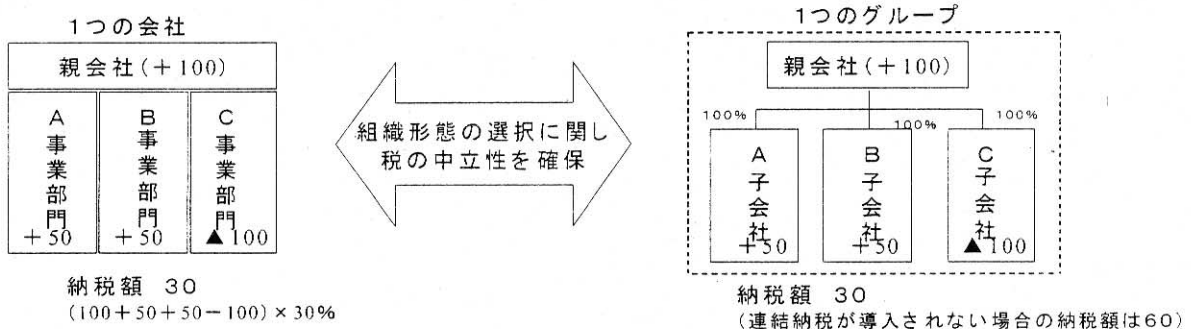 1つの会社
親会社(+100)
A事業部門
+50
B事業部門
+50
C事業部門
▲100
納税額 30
(100+50+50-100)×30%
組織形態の選択に関し
税の中立性を確保
1つのグループ
親会社(+100)
100%
100%
100%
A子会社
+50
B子会社
+50
C子会社
▲100
納税額 30
(連結納税が導入されない場合の納税額は60)